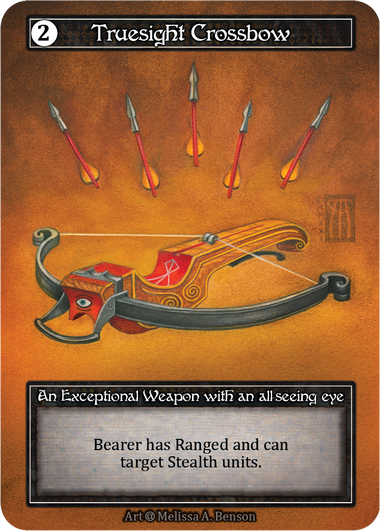 2
Truesight Crossbow
An Exceptional Weapon with an all seeing eye
Bearer has Ranged and can
target Stealth units.
Art @ Melissa A. Benson